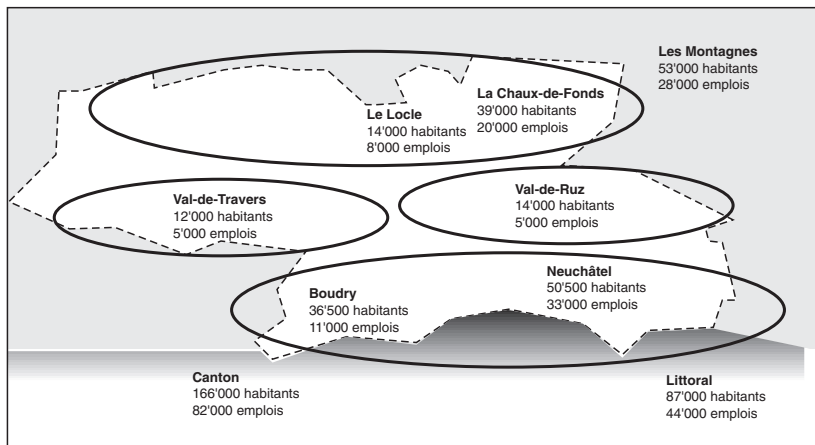 Les Montagnes
53'000 habitants
28'000 emplois
La Chaux-de-Fonds
39'000 habitants
20'000 emplois
Le Locle
14'000 habitants
8'000 emplois
Val-de-Travers
12'000 habitants
5'000 emplois
Val-de-Ruz
14'000 habitants
5'000 emplois
Neuchâtel
50'500 habitants
33'000 emplois
Boudry
36'500 habitants
11'000 emplois
Canton
166'000 habitants
82'000 emplois
Littoral
87'000 habitants
44'000 emplois